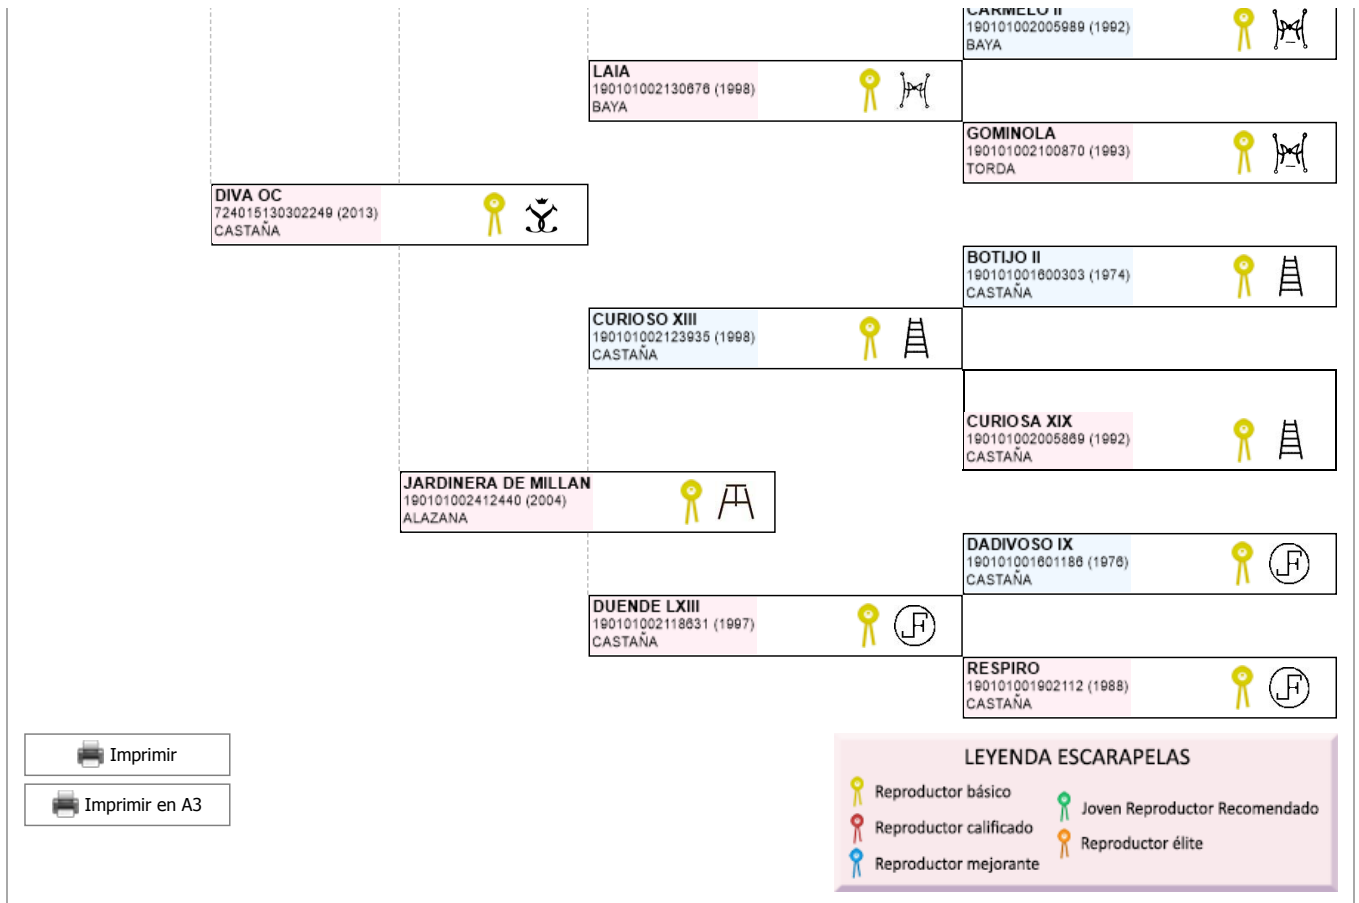 CARMELO II
190101002005989 (1992)
BAYA
LAIA
190101002130676 (1998)
BAYA
GOMINOLA
190101002100870 (1993)
TORDA
DIVA OC
724015130302249 (2013)
CASTAÑA
BOTIJO II
190101001600303 (1974)
CASTAÑA
CURIOSO XIII
190101002123935 (1998)
CASTAÑA
CURIOSA XIX
190101002005869 (1992)
CASTAÑA
JARDINERA DE MILLAN
190101002412440 (2004)
ALAZANA
DADIVOSO IX
190101001601186 (1976)
CASTAÑA
DUENDE LXIII
190101002118631 (1997)
CASTAÑA
RESPIRO
190101001902112 (1988)
CASTAÑA
Imprimir
Imprimir en A3
LEYENDA ESCARAPELAS
Reproductor básico
Reproductor calificado
Reproductor mejorante
Joven Reproductor Recomendado
Reproductor élite